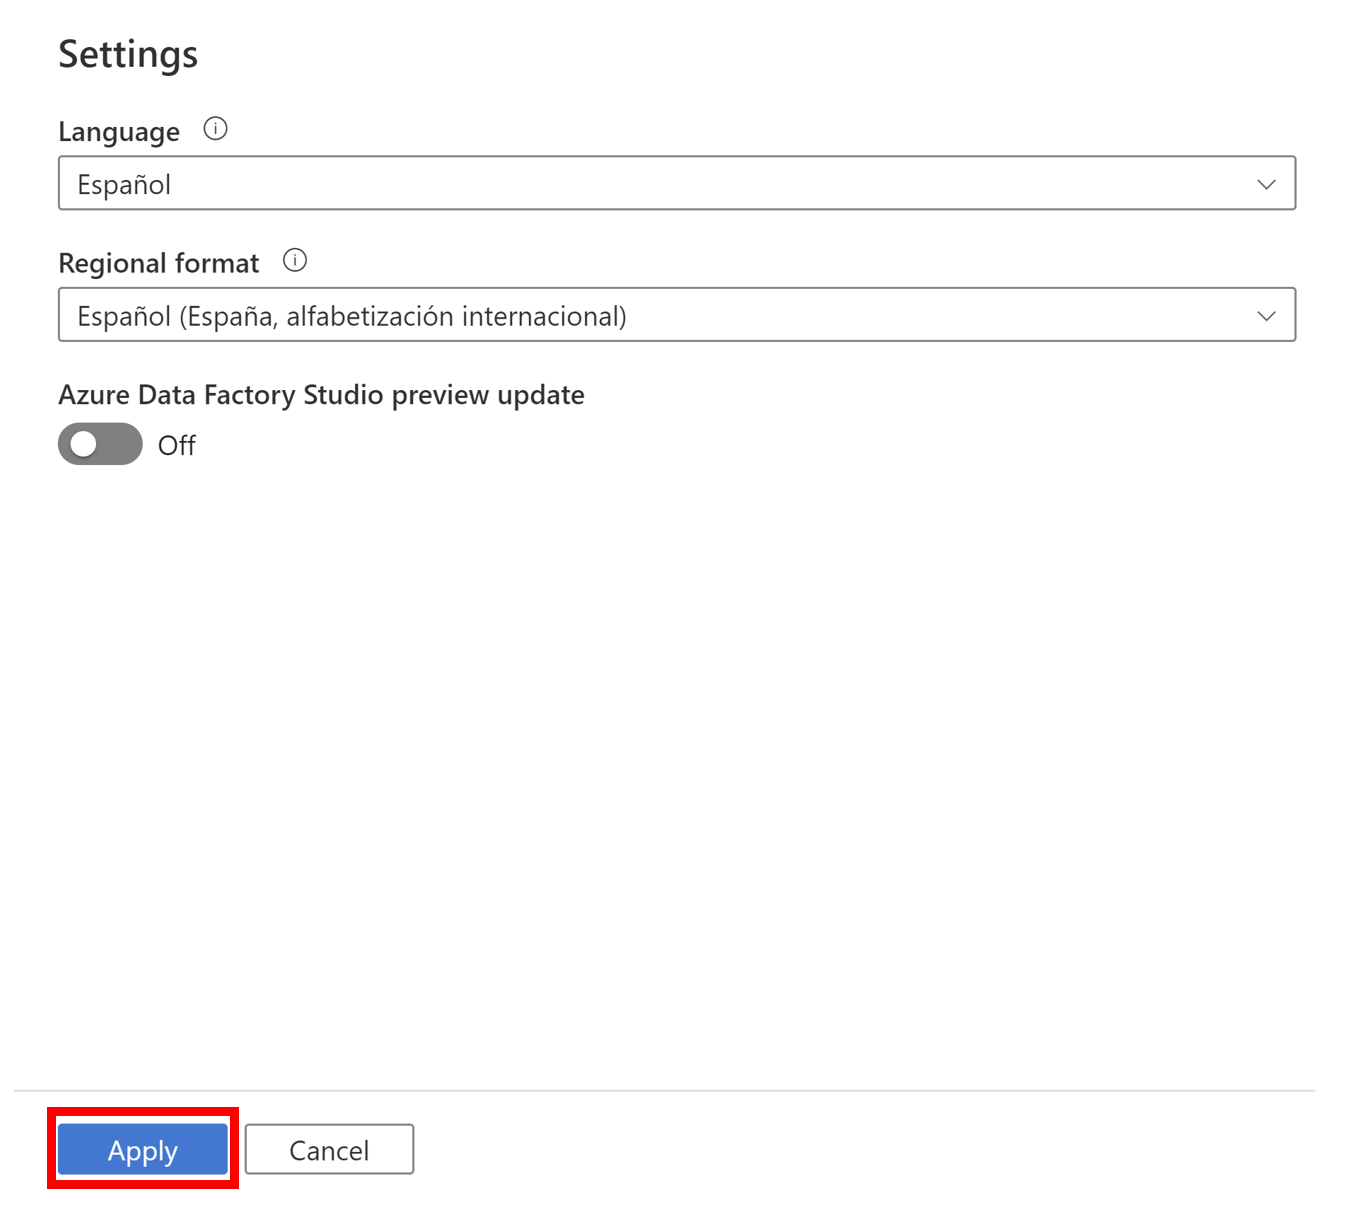 Settings
Language
Español
Regional format
Español (España, alfabetización internacional)
Azure Data Factory Studio preview update
Off
Apply
Cancel